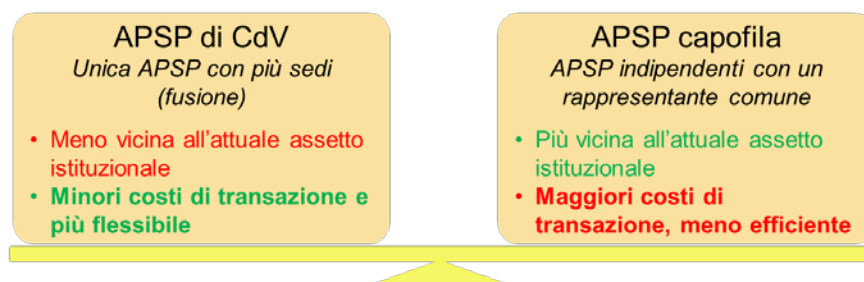 APSP di CdV
Unica APSP con più sedi
(fusione)
• Meno vicina all'attuale assetto
istituzionale
• Minori costi di transazione e
più flessibile
APSP capofila
APSP indipendenti con un
rappresentante comune
• Più vicina all'attuale assetto
istituzionale
• Maggiori costi di
transazione, meno efficiente